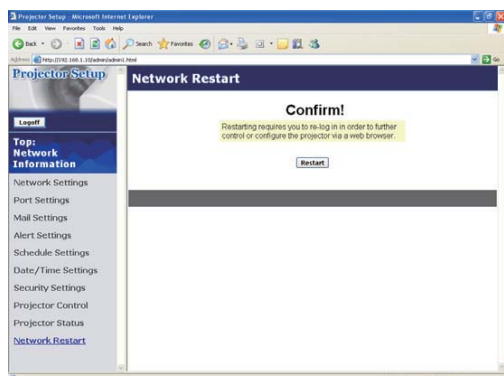 Projector Setup - Microsoft Internet Explorer
File Edit View Favorites Tools Help
Back Search Favorites
Address http://192.168.1.10/admin/admin1.html Go
Projector Setup
Logoff
Top:
Network
Information
Network Settings
Port Settings
Mail Settings
Alert Settings
Schedule Settings
Date/Time Settings
Security Settings
Projector Control
Projector Status
Network Restart
Network Restart
Confirm!
Restarting requires you to re-log in in order to further
control or configure the projector via a web browser.
Restart